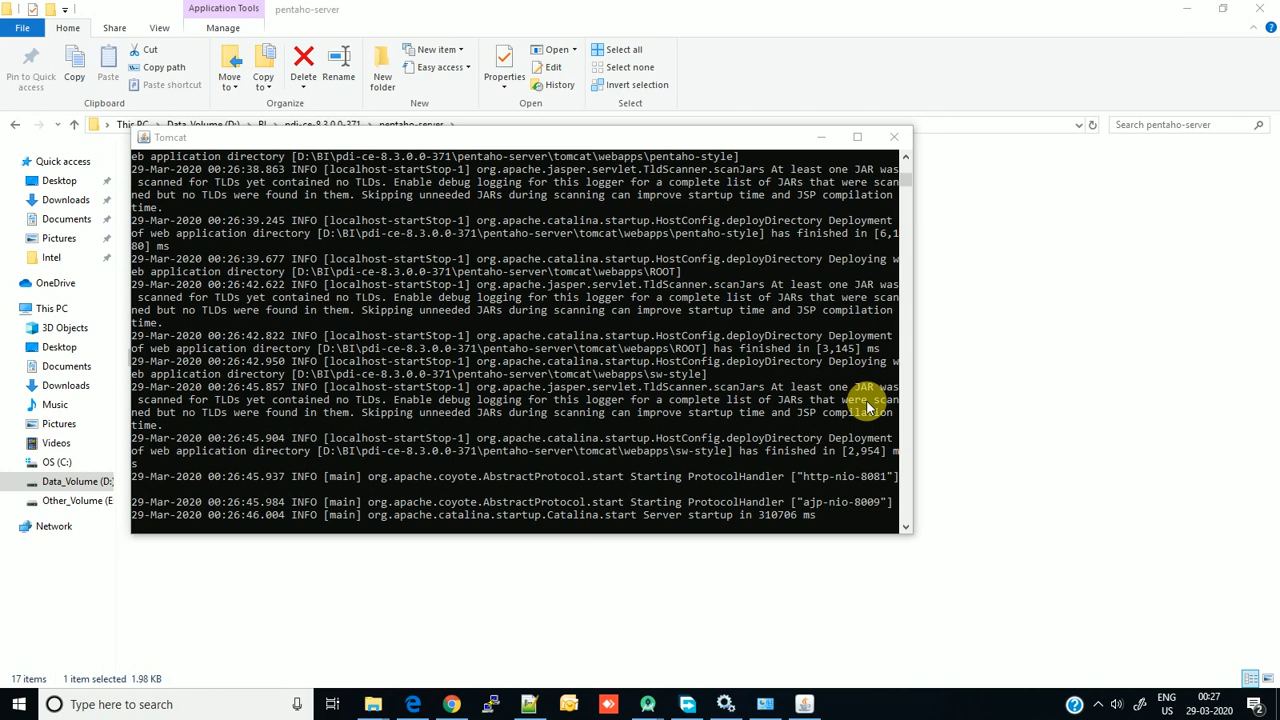 Application Tools
pentaho-server
File
Home
Share
View
Manage
Pin to Quick
access
Copy
Paste
Cut
Copy path
Paste shortcut
Clipboard
Move
to
Copy
to
Delete
Rename
Organize
New
folder
New item
Easy access
New
Properties
Open
Edit
History
Open
Select all
Select none
Invert selection
Select
This PC
Data_Volume (D:)
BI
pdi-ce-8.3.0.0-371
pentaho-server
Search pentaho-server
Quick access
Desktop
Downloads
Documents
Pictures
Intel
OneDrive
This PC
3D Objects
Desktop
Documents
Downloads
Music
Pictures
Videos
OS (C:)
Data_Volume (D:)
Other_Volume (E
Network
Tomcat
eb application directory [D:\BI\pdi-ce-8.3.0.0-371\pentaho-server\tomcat\webapps\pentaho-style]
29-Mar-2020 00:26:38.863 INFO [localhost-startStop-1] org.apache.jasper.servlet.TldScanner.scanJars At least one JAR was
scanned for TLDs yet contained no TLDs. Enable debug logging for this logger for a complete list of JARs that were scan
ned but no TLDs were found in them. Skipping unneeded JARs during scanning can improve startup time and JSP compilation
time.
29-Mar-2020 00:26:39.245 INFO [localhost-startStop-1] org.apache.catalina.startup.HostConfig.deployDirectory Deployment
of web application directory [D:\BI\pdi-ce-8.3.0.0-371\pentaho-server\tomcat\webapps\pentaho-style] has finished in [6,1
80] ms
29-Mar-2020 00:26:39.677 INFO [localhost-startStop-1] org.apache.catalina.startup.HostConfig.deployDirectory Deploying w
eb application directory [D:\BI\pdi-ce-8.3.0.0-371\pentaho-server\tomcat\webapps\ROOT]
29-Mar-2020 00:26:42.622 INFO [localhost-startStop-1] org.apache.jasper.servlet.TldScanner.scanJars At least one JAR was
scanned for TLDs yet contained no TLDs. Enable debug logging for this logger for a complete list of JARs that were scan
ned but no TLDs were found in them. Skipping unneeded JARs during scanning can improve startup time and JSP compilation
time.
29-Mar-2020 00:26:42.822 INFO [localhost-startStop-1] org.apache.catalina.startup.HostConfig.deployDirectory Deployment
of web application directory [D:\BI\pdi-ce-8.3.0.0-371\pentaho-server\tomcat\webapps\ROOT] has finished in [3,145] ms
29-Mar-2020 00:26:42.950 INFO [localhost-startStop-1] org.apache.catalina.startup.HostConfig.deployDirectory Deploying w
eb application directory [D:\BI\pdi-ce-8.3.0.0-371\pentaho-server\tomcat\webapps\sw-style]
29-Mar-2020 00:26:45.857 INFO [localhost-startStop-1] org.apache.jasper.servlet.TldScanner.scanJars At least one JAR was
scanned for TLDs yet contained no TLDs. Enable debug logging for this logger for a complete list of JARs that were scan
ned but no TLDs were found in them. Skipping unneeded JARs during scanning can improve startup time and JSP compilation
time.
29-Mar-2020 00:26:45.904 INFO [localhost-startStop-1] org.apache.catalina.startup.HostConfig.deployDirectory Deployment
of web application directory [D:\BI\pdi-ce-8.3.0.0-371\pentaho-server\tomcat\webapps\sw-style] has finished in [2,954] m
s
29-Mar-2020 00:26:45.937 INFO [main] org.apache.coyote.AbstractProtocol.start Starting ProtocolHandler ["http-nio-8081"]
29-Mar-2020 00:26:45.984 INFO [main] org.apache.coyote.AbstractProtocol.start Starting ProtocolHandler ["ajp-nio-8009"]
29-Mar-2020 00:26:46.004 INFO [main] org.apache.catalina.startup.Catalina.start Server startup in 310706 ms
17 items
1 item selected 1.98 KB
Type here to search
ENG
US
00:27
29-03-2020
2